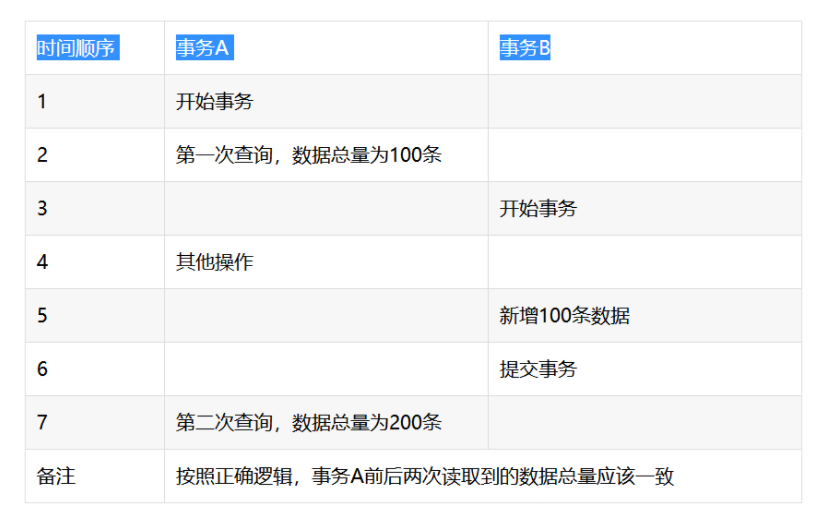 时间顺序 事务A 事务B
1 开始事务
2 第一次查询，数据总量为100条
3 开始事务
4 其他操作
5 新增100条数据
6 提交事务
7 第二次查询，数据总量为200条
备注 按照正确逻辑，事务A前后两次读取到的数据总量应该一致